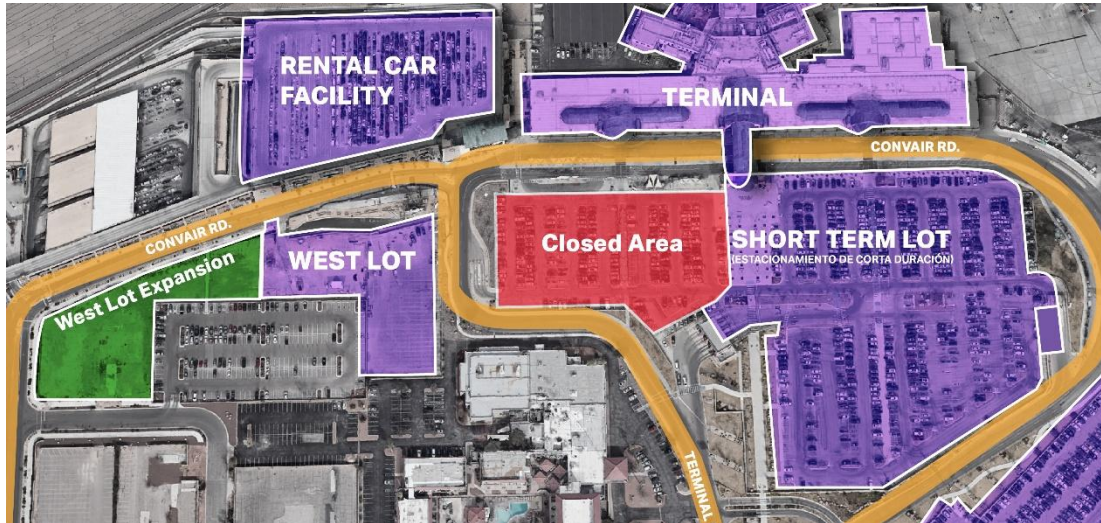 RENTAL CAR
FACILITY
TERMINAL
CONVAIR RD.
CONVAIR RD.
Closed Area
SHORT TERM LOT
(ESTACIONAMIENTO DE CORTA DURACIÓN)
WEST LOT
West Lot Expansion
TERMINAL